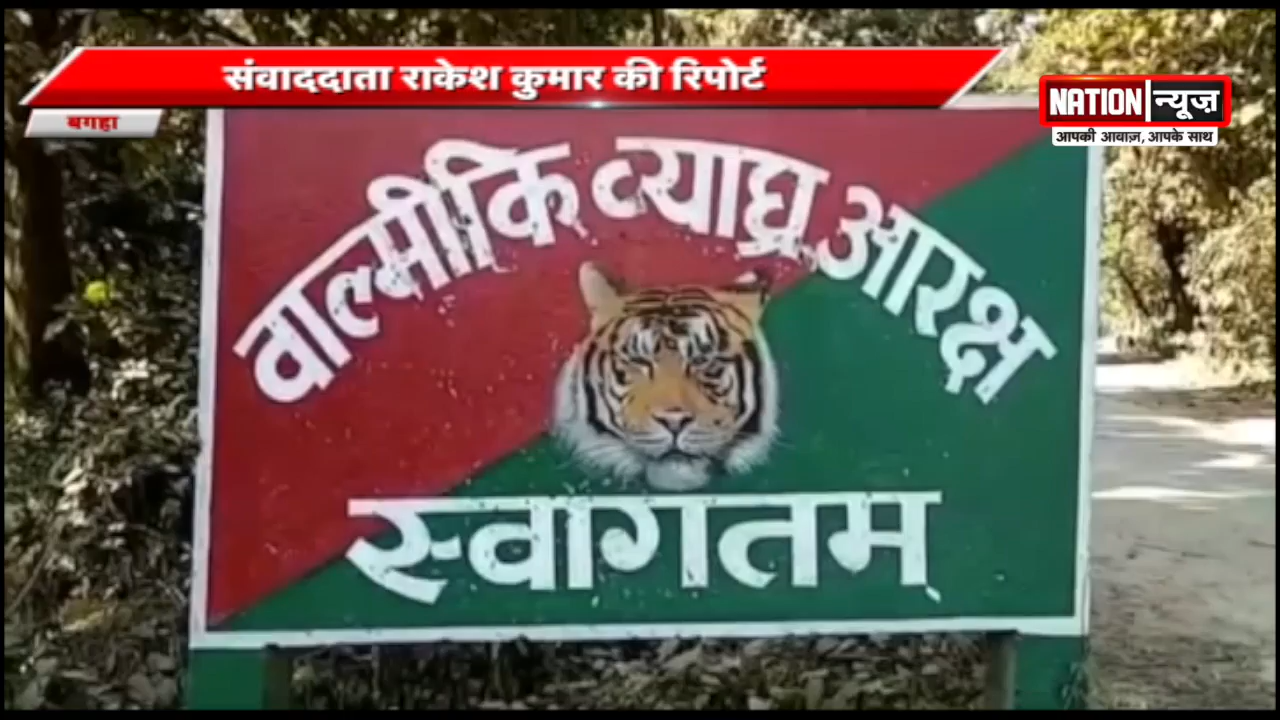 संवाददाता राकेश कुमार की रिपोर्ट
बगहा
NATION न्यूज़
आपकी आवाज़, आपके साथ
वाल्मीकि व्याघ्र आरक्ष
स्वागतम्